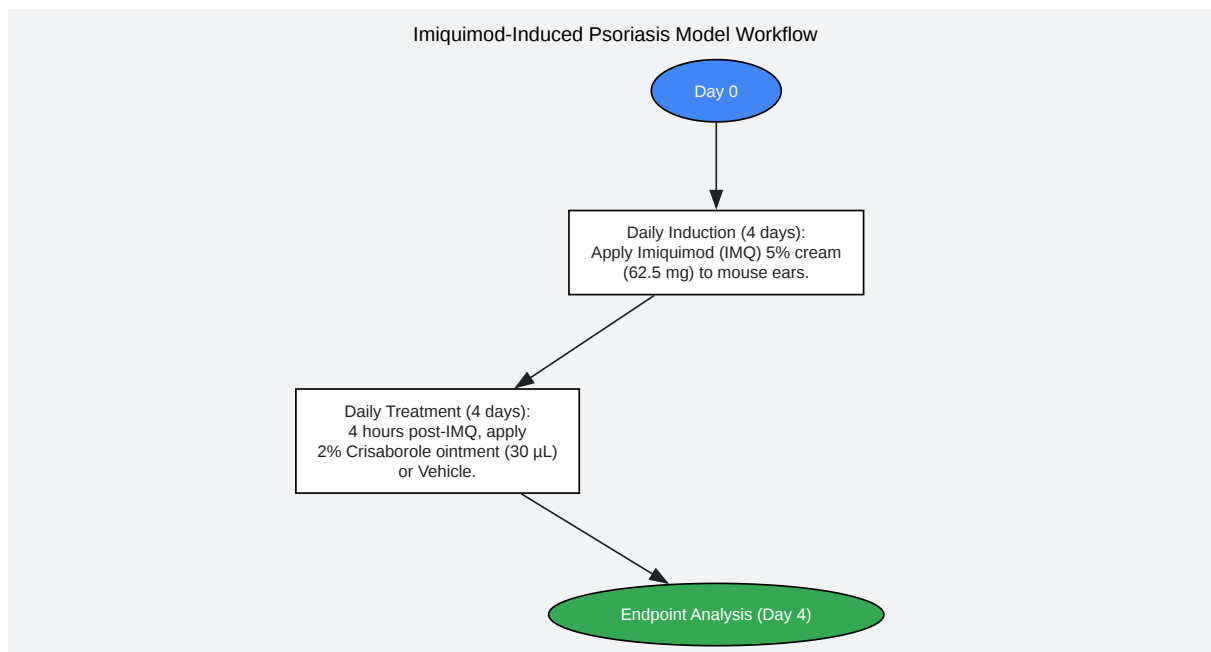 Imiquimod-Induced Psoriasis Model Workflow
Day 0
Daily Induction (4 days):
Apply Imiquimod (IMQ) 5% cream
(62.5 mg) to mouse ears.
Daily Treatment (4 days):
4 hours post-IMQ, apply
2% Crisaborole ointment (30 µL)
or Vehicle.
Endpoint Analysis (Day 4)